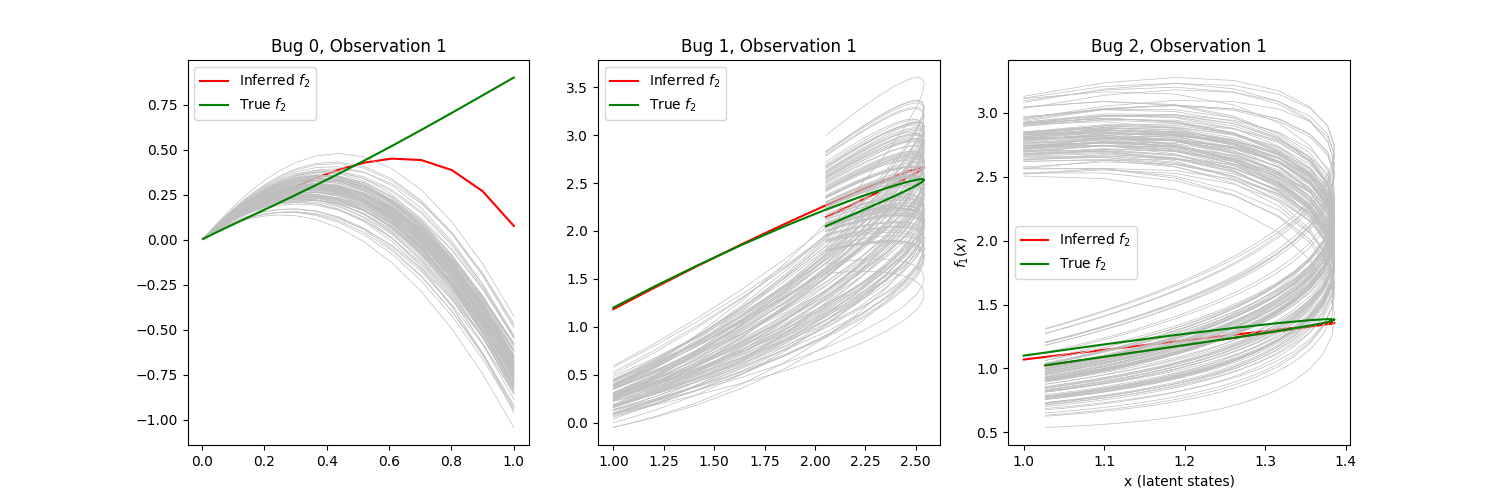 Bug 0, Observation 1
Inferred f₂
True f₂
0.75
0.50
0.25
0.00
−0.25
−0.50
−0.75
−1.00
0.0 0.2 0.4 0.6 0.8 1.0
Bug 1, Observation 1
Inferred f₂
True f₂
3.5
3.0
2.5
2.0
1.5
1.0
0.5
0.0
1.00 1.25 1.50 1.75 2.00 2.25 2.50
Bug 2, Observation 1
3.0
2.5
2.0
1.5
1.0
0.5
f₁(x)
Inferred f₂
True f₂
1.0 1.1 1.2 1.3 1.4
x (latent states)